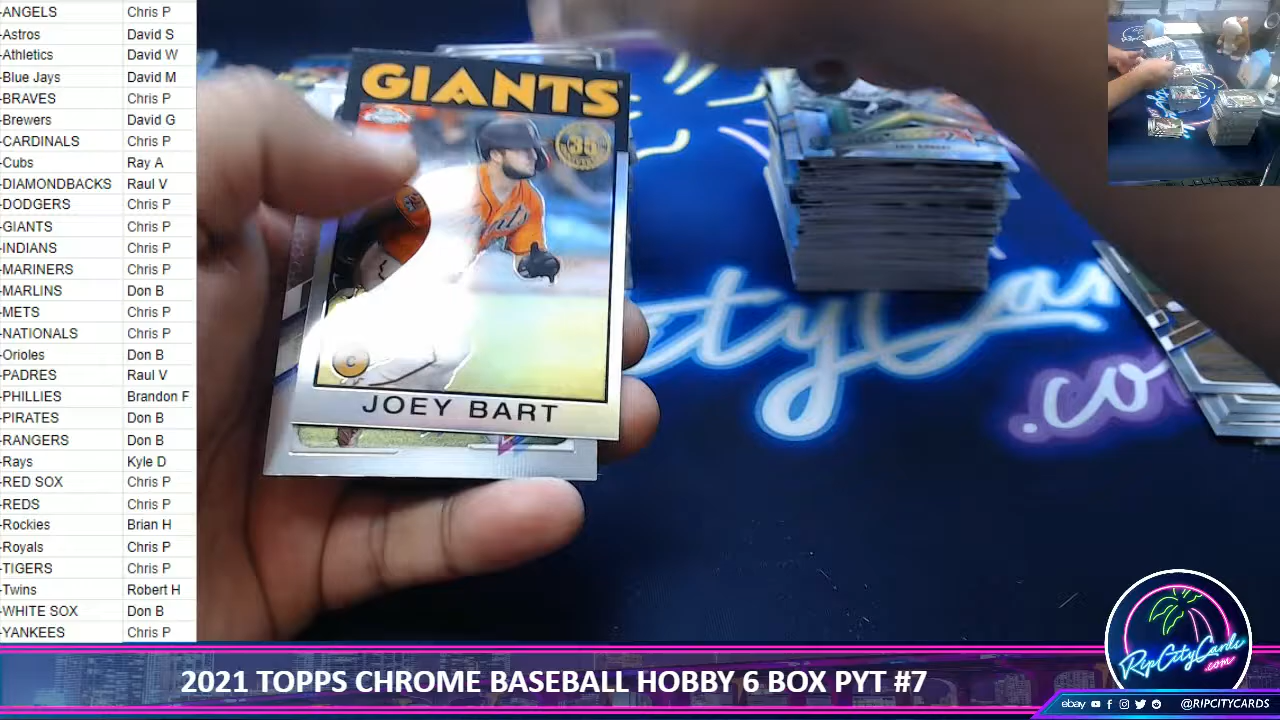 -ANGELS Chris P
-Astros David S
-Athletics David W
-Blue Jays David M
-BRAVES Chris P
-Brewers David G
-CARDINALS Chris P
-Cubs Ray A
-DIAMONDBACKS Raul V
-DODGERS Chris P
-GIANTS Chris P
-INDIANS Chris P
-MARINERS Chris P
-MARLINS Don B
-METS Chris P
-NATIONALS Chris P
-Orioles Don B
-PADRES Raul V
-PHILLIES Brandon F
-PIRATES Don B
-RANGERS Don B
-Rays Kyle D
-RED SOX Chris P
-REDS Chris P
-Rockies Brian H
-Royals Chris P
-TIGERS Chris P
-Twins Robert H
-WHITE SOX Don B
-YANKEES Chris P
GIANTS
35
Giants
C
JOEY BART
.co
RipCityCards
.com
2021 TOPPS CHROME BASEBALL HOBBY 6 BOX PYT #7
ebay @RIPCITYCARDS